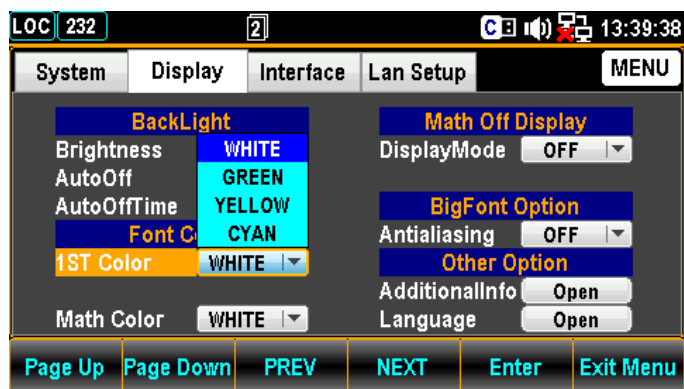 LOC 232 2 C 13:39:38
System Display Interface Lan Setup MENU
BackLight
Brightness
AutoOff
AutoOffTime
WHITE
GREEN
YELLOW
CYAN
Font C
1ST Color WHITE
Math Color WHITE
Math Off Display
DisplayMode OFF
BigFont Option
Antialiasing OFF
Other Option
AdditionalInfo Open
Language Open
Page Up Page Down PREV NEXT Enter Exit Menu